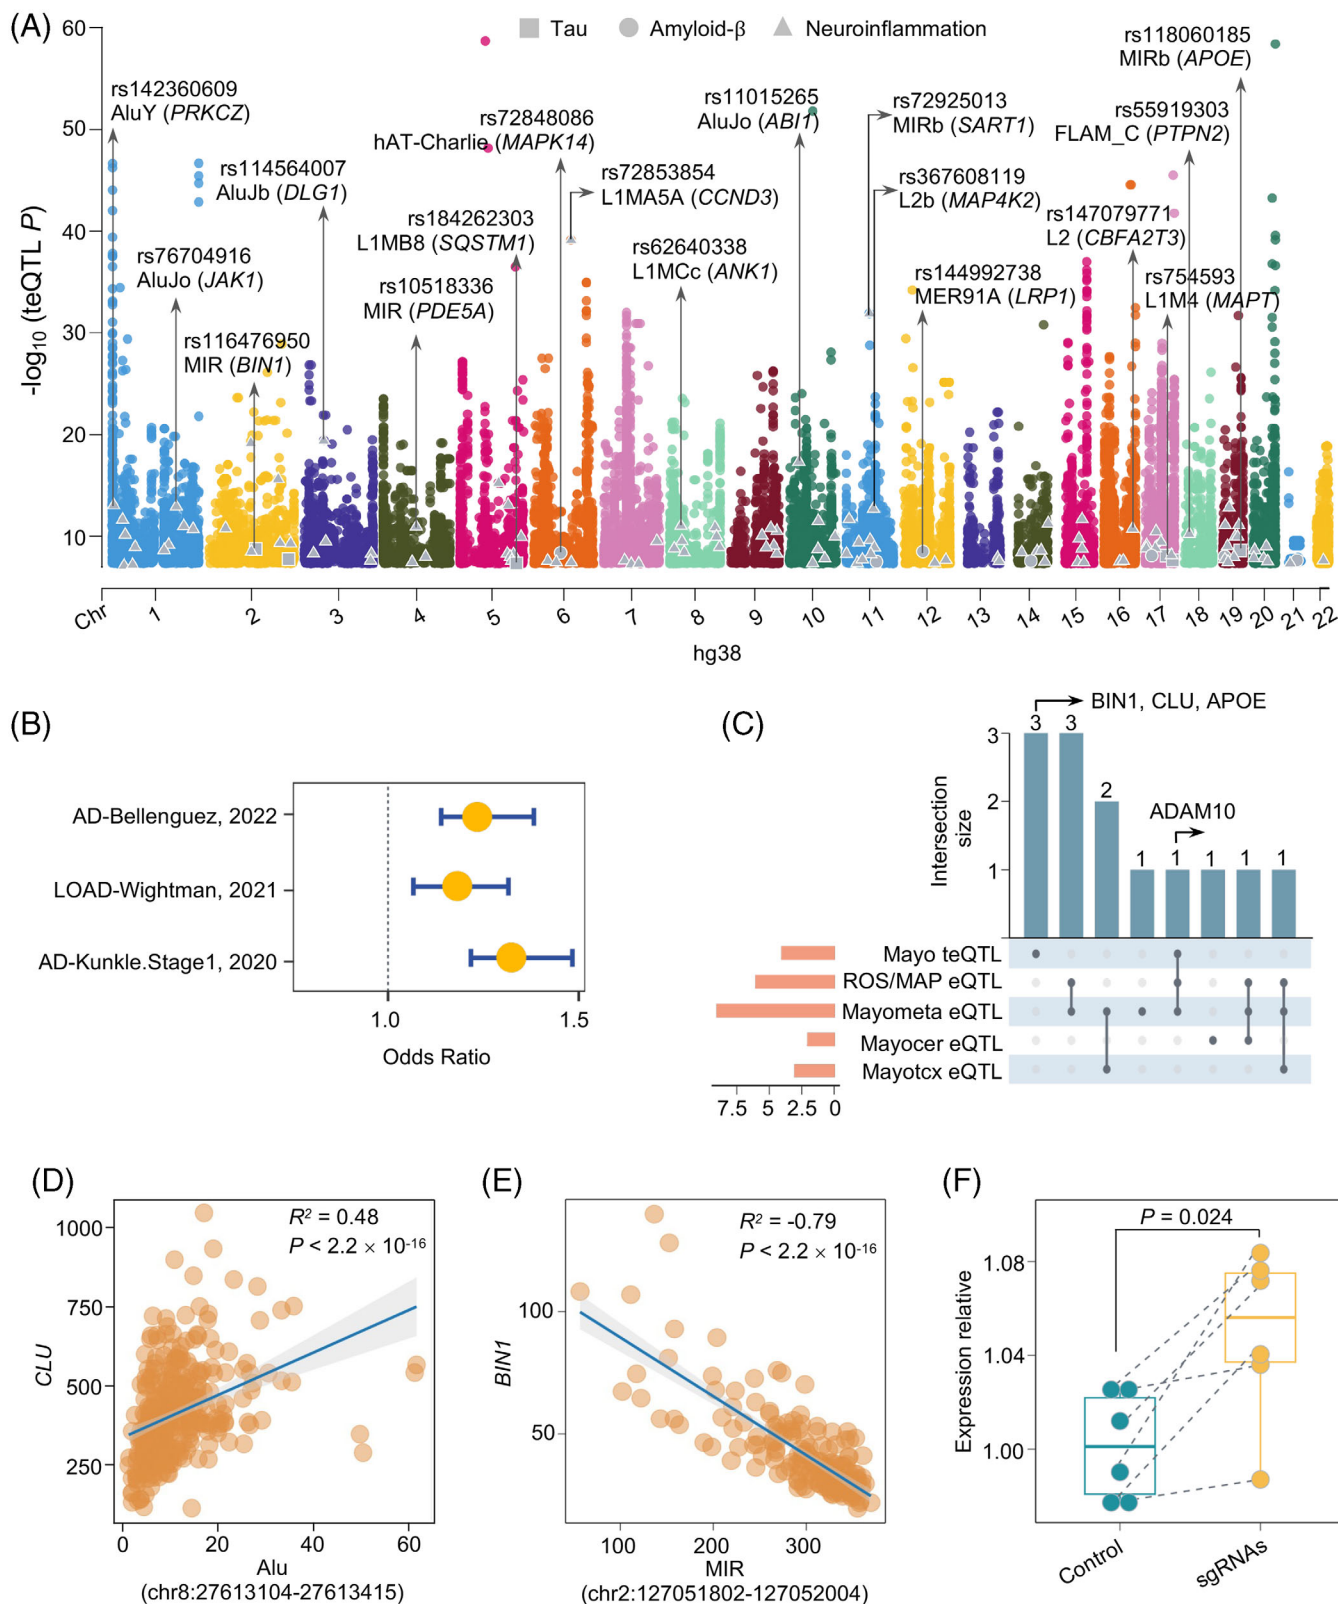 (A)
Tau
Amyloid-β
Neuroinflammation
-log10 (teQTL P)
60
50
40
30
20
10
rs142360609
AluY (PRKCZ)
rs114564007
AluJb (DLG1)
rs76704916
AluJo (JAK1)
rs116476950
MIR (BIN1)
rs72848086
hAT-Charlie (MAPK14)
rs184262303
L1MB8 (SQSTM1)
rs10518336
MIR (PDE5A)
rs72853854
L1MA5A (CCND3)
rs62640338
L1MCc (ANK1)
rs11015265
AluJo (ABI1)
rs72925013
MIRb (SART1)
rs367608119
L2b (MAP4K2)
rs144992738
MER91A (LRP1)
rs118060185
MIRb (APOE)
rs55919303
FLAM_C (PTPN2)
rs147079771
L2 (CBFA2T3)
rs754593
L1M4 (MAPT)
Chr 1 2 3 4 5 6 7 8 9 10 11 12 13 14 15 16 17 18 19 20 21 22
hg38
(B)
AD-Bellenguez, 2022
LOAD-Wightman, 2021
AD-Kunkle.Stage1, 2020
1.0 1.5
Odds Ratio
(C)
BIN1, CLU, APOE
ADAM10
Intersection
size
3
2
1
3 3 2 1 1 1 1 1
Mayo teQTL
ROS/MAP eQTL
Mayometa eQTL
Mayocer eQTL
Mayotcx eQTL
7.5 5 2.5 0
(D)
R2 = 0.48
P < 2.2 × 10-16
CLU
1000
750
500
250
0 20 40 60
Alu
(chr8:27613104-27613415)
(E)
R2 = -0.79
P < 2.2 × 10-16
BIN1
100
50
100 200 300
MIR
(chr2:127051802-127052004)
(F)
P = 0.024
Expression relative
1.08
1.04
1.00
Control
sgRNAs